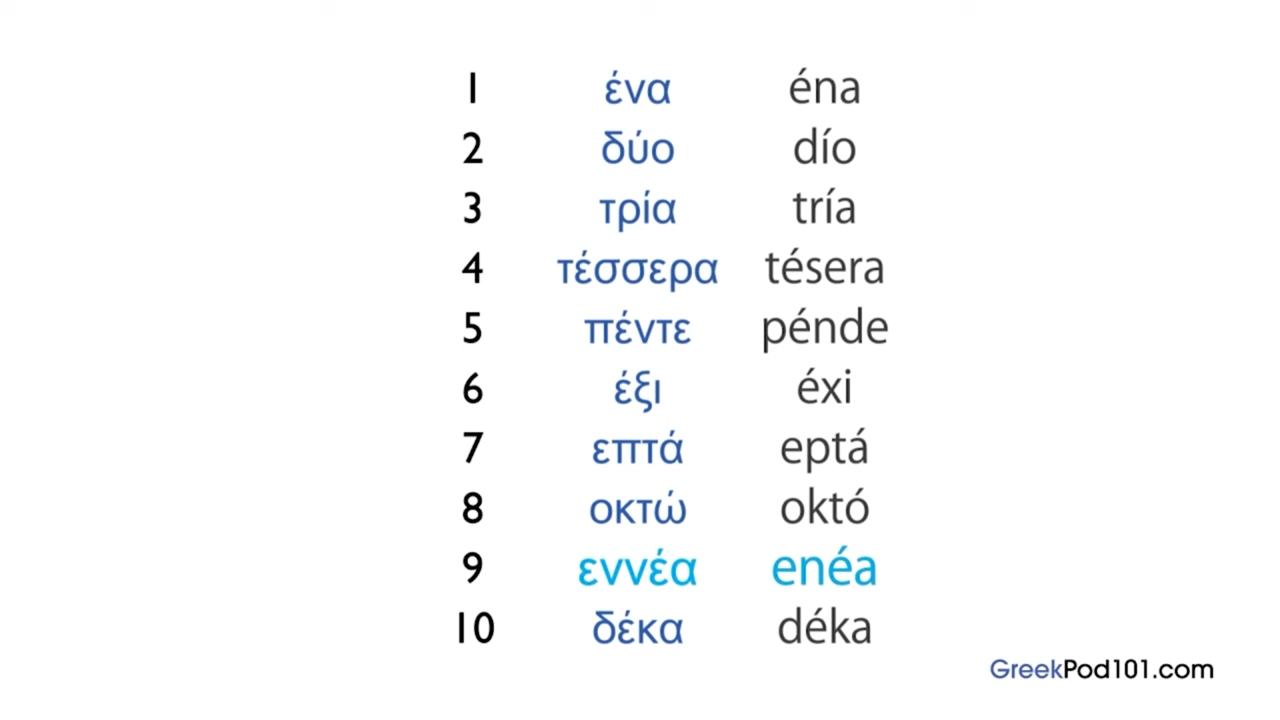 1 ένα éna
2 δύο dío
3 τρία tría
4 τέσσερα tésera
5 πέντε pénde
6 έξι éxi
7 επτά eptá
8 οκτώ októ
9 εννέα enéa
10 δέκα déka
GreekPod101.com